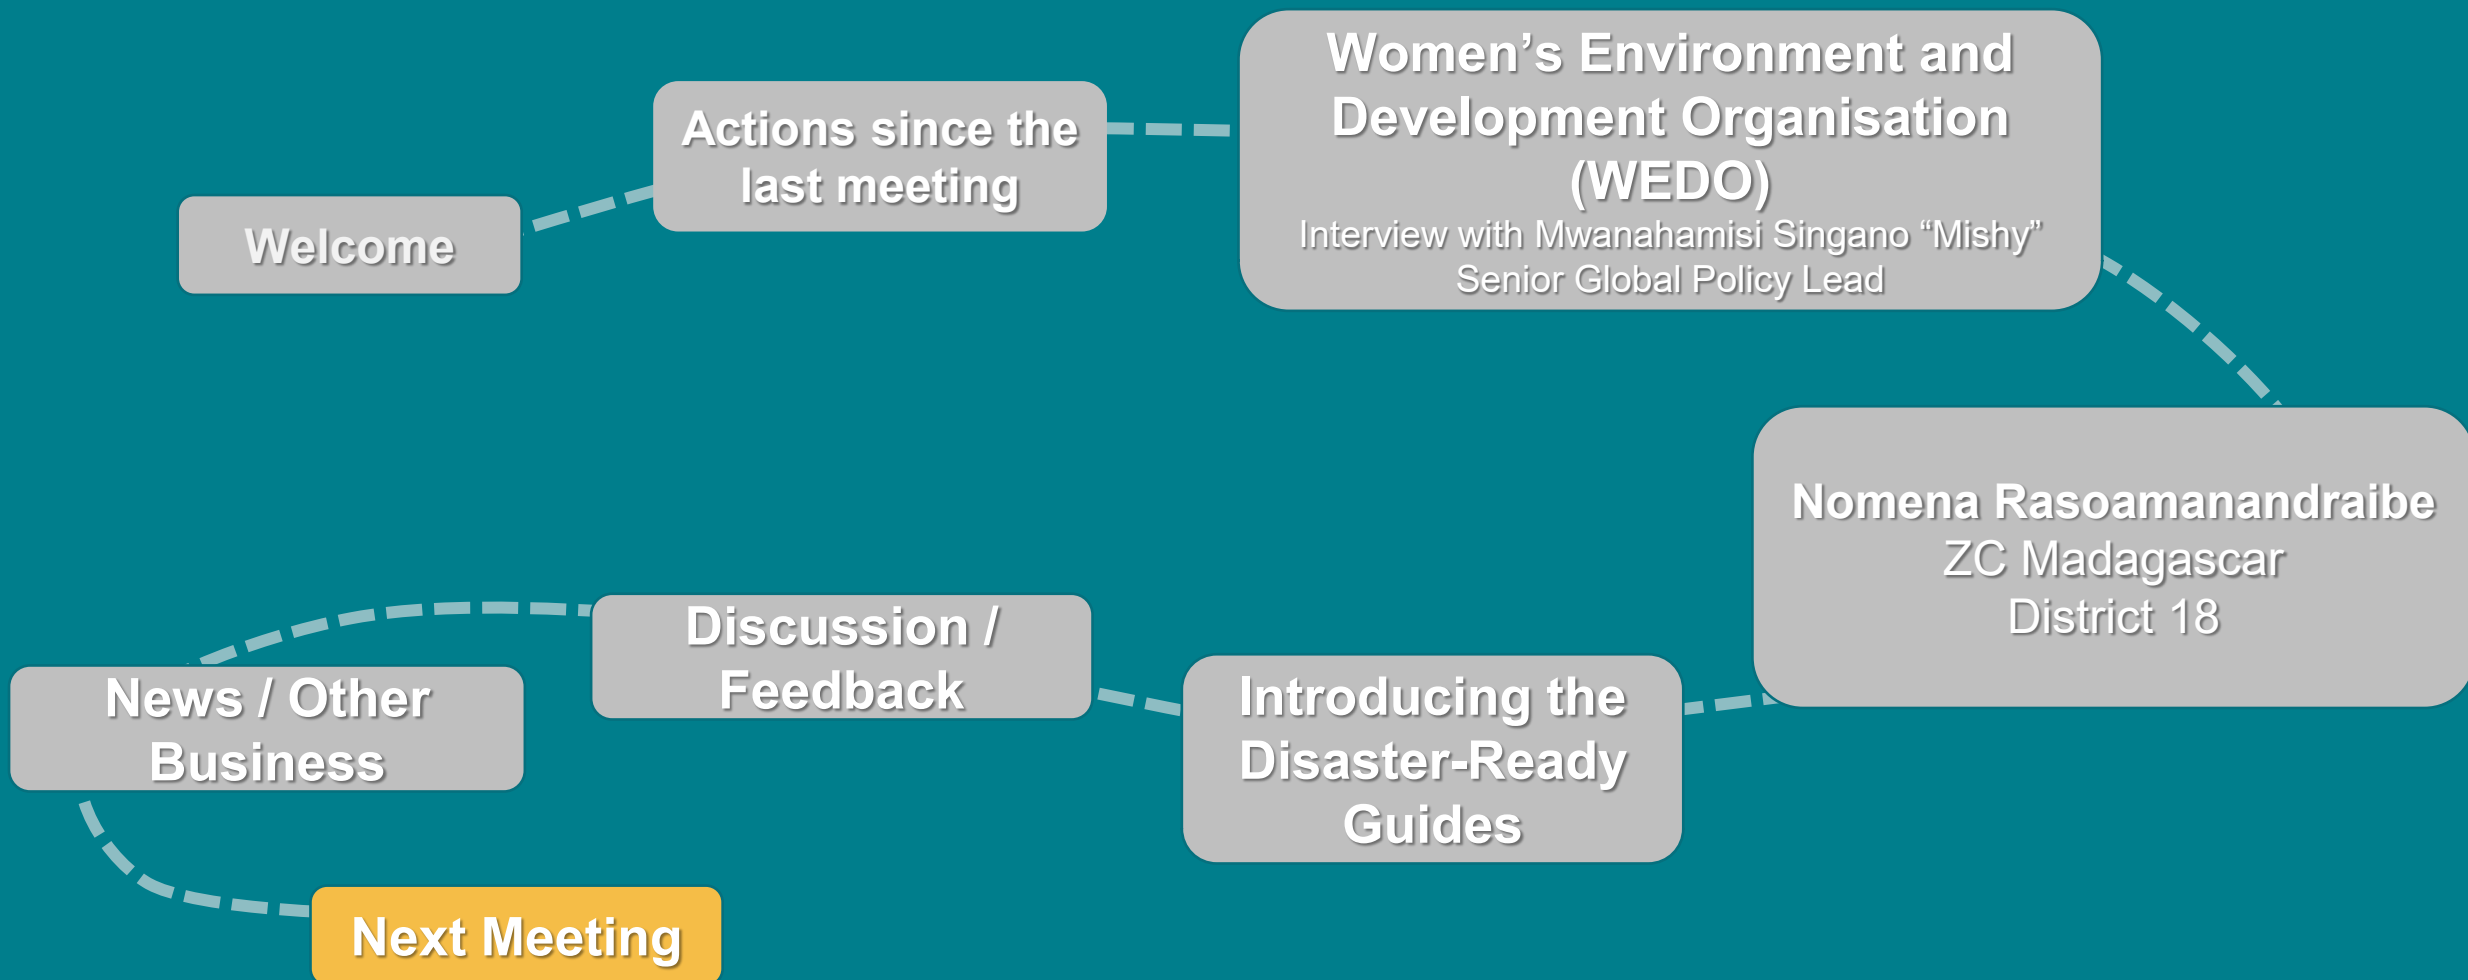 Welcome
Actions since the
last meeting
Women’s Environment and
Development Organisation
(WEDO)
Interview with Mwanahamisi Singano “Mishy”
Senior Global Policy Lead
Nomena Rasoamanandraibe
ZC Madagascar
District 18
Introducing the
Disaster-Ready
Guides
Discussion /
Feedback
News / Other
Business
Next Meeting